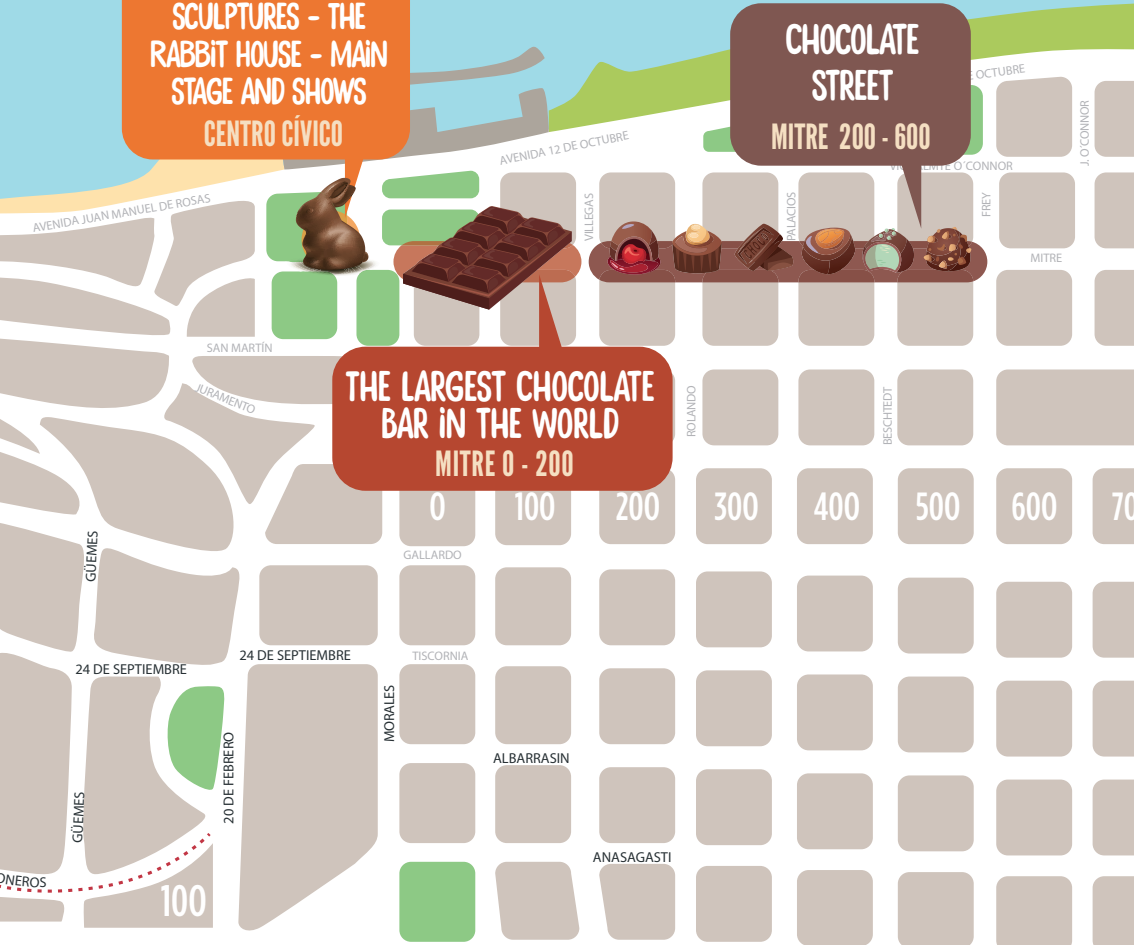 SCULPTURES - THE
RABBiT HOUSE - MAiN
STAGE AND SHOWS
CENTRO CÍVICO
CHOCOLATE
STREET
MITRE 200 - 600
OCTUBRE
J. O´CONNOR
AVENIDA 12 DE OCTUBRE
O´CONNOR
AVENIDA JUAN MANUEL DE ROSAS
VILLEGAS
PALACIOS
FREY
MITRE
SAN MARTÍN
JURAMENTO
THE LARGEST CHOCOLATE
BAR iN THE WORLD
MITRE 0 - 200
ROLANDO
BESCHTEDT
0 100 200 300 400 500 600 70
GÜEMES
GALLARDO
24 DE SEPTIEMBRE
24 DE SEPTIEMBRE
TISCORNIA
MORALES
20 DE FEBRERO
ALBARRASIN
GÜEMES
ANASAGASTI
ONEROS
100